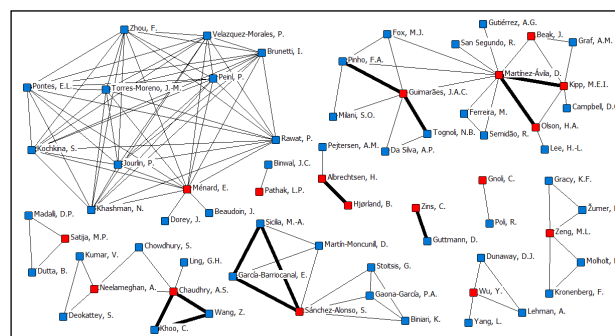 Zhou, F.
Velazquez-Morales, P.
Brunetti, I.
Pontes, E.L.
Torres-Moreno, J.-M.
Peinl, P.
Kochkina, S.
Jourlin, P.
Rawat, P.
Khashman, N.
Ménard, E.
Dorey, J.
Beaudoin, J.
Binwal, J.C.
Pathak, L.P.
Fox, M.J.
Pinho, F.A.
Guimarães, J.A.C.
Milani, S.O.
Da Silva, A.P.
Tognoli, N.B.
Gutiérrez, A.G.
San Segundo, R.
Beak, J.
Graf, A.M.
Martínez-Ávila, D.
Kipp, M.E.I.
Campbell, D.G
Ferreira, M.
Semidão, R.
Olson, H.A.
Lee, H.-L.
Pejtersen, A.M.
Albrechtsen, H.
Hjørland, B.
Zins, C.
Guttmann, D.
Gnoli, C.
Poli, R.
Gracy, K.F.
Žumer,
Zeng, M.L.
Molholt,
Kronenberg, F.
Madalli, D.P.
Satija, M.P.
Dutta, B.
Kumar, V.
Neelameghan, A.
Deokattey, S.
Chowdhury, S.
Ling, G.H.
Chaudhry, A.S.
Khoo, C.
Wang, Z.
Sicilia, M.-A.
Martín-Moncunill, D.
García-Barriocanal, E.
Sánchez-Alonso, S.
Stoitsis, G.
Gaona-García, P.A.
Binian, K.
Dunaway, D.J.
Wu, Y.
Yang, L.
Lehman, A.